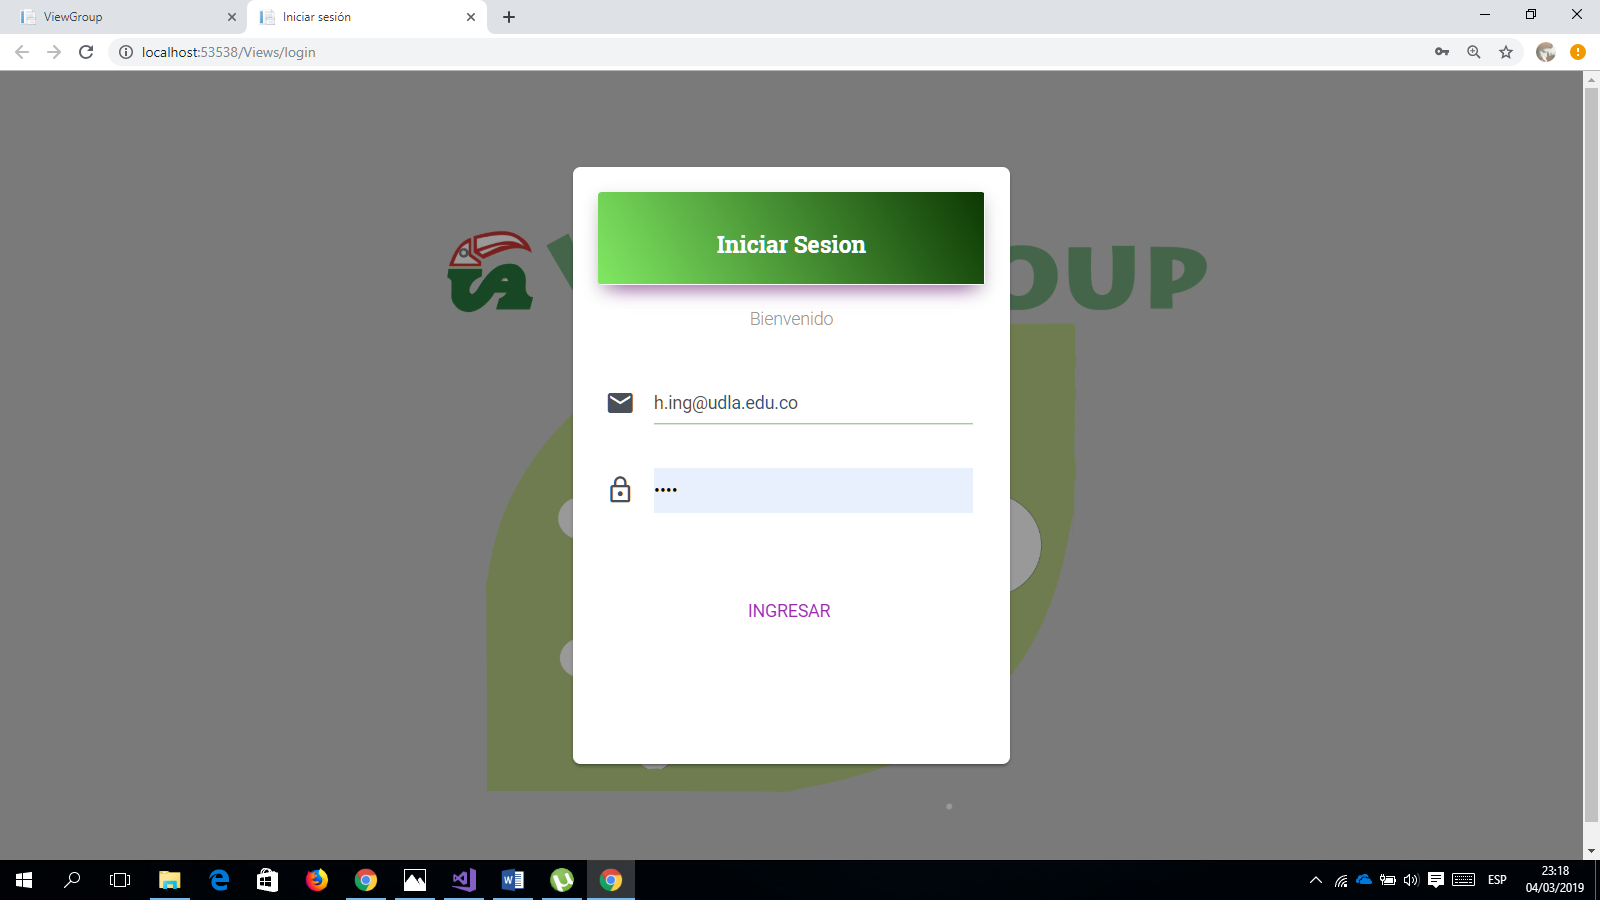 ViewGroup
Iniciar sesión
localhost:53538/Views/login
Iniciar Sesion
OUP
Bienvenido
h.ing@udla.edu.co
••••
INGRESAR
ESP
23:18
04/03/2019